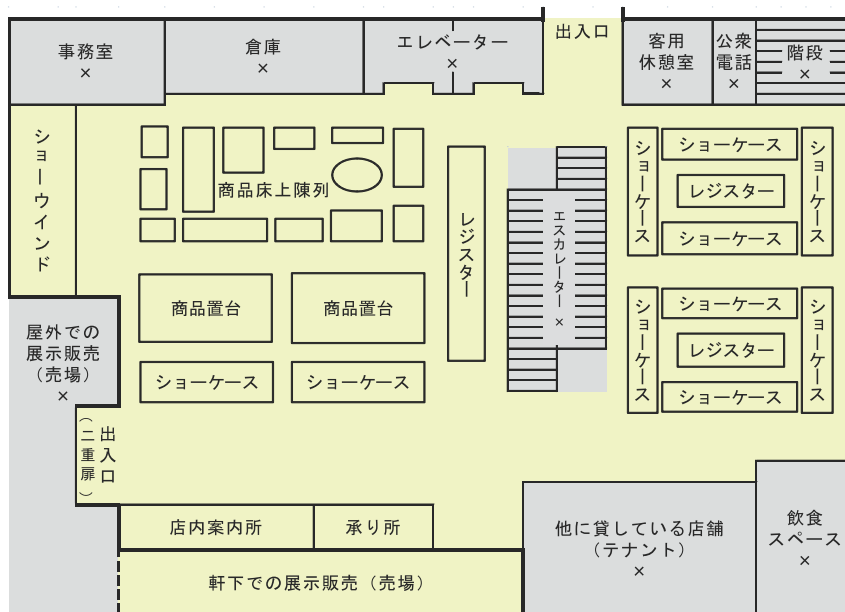 事務室
×
倉庫
×
エレベーター
×
出入口
客用
休憩室
×
公衆
電話
×
階段
×
ショーウインド
商品床上陳列
レジスター
エスカレーター ×
ショーケース
ショーケース
レジスター
ショーケース
ショーケース
商品置台
商品置台
ショーケース
ショーケース
ショーケース
ショーケース
レジスター
ショーケース
ショーケース
屋外での
展示販売
（売場）
×
出入口
（二重扉）
店内案内所
承り所
軒下での展示販売（売場）
他に貸している店舗
（テナント）
×
飲食
スペース
×